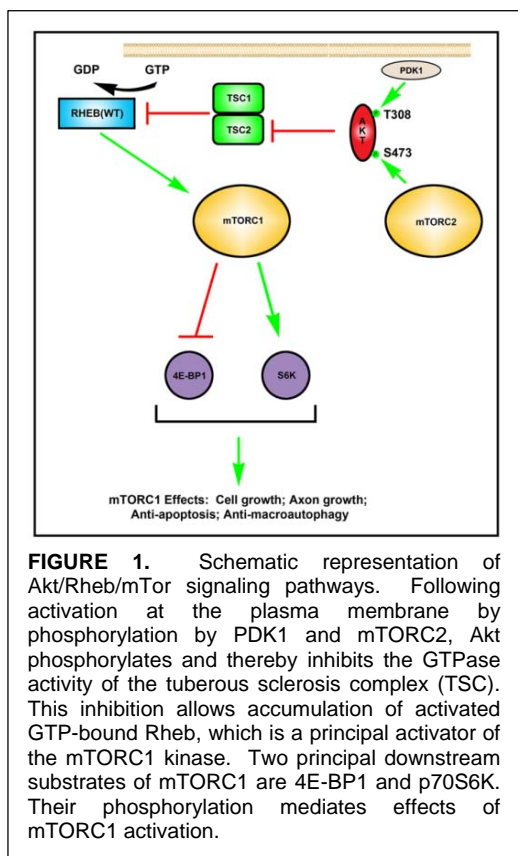 PDK1
GDP GTP
TSC1
RHEB(WT)
T308
TSC2
AKT
S473
mTORC1
mTORC2
4E-BP1
S6K
mTORC1 Effects: Cell growth; Axon growth;
Anti-apoptosis; Anti-macroautophagy
FIGURE 1. Schematic representation of
Akt/Rheb/mTor signaling pathways. Following
activation at the plasma membrane by
phosphorylation by PDK1 and mTORC2, Akt
phosphorylates and thereby inhibits the GTPase
activity of the tuberous sclerosis complex (TSC).
This inhibition allows accumulation of activated
GTP-bound Rheb, which is a principal activator of
the mTORC1 kinase. Two principal downstream
substrates of mTORC1 are 4E-BP1 and p70S6K.
Their phosphorylation mediates effects of
mTORC1 activation.